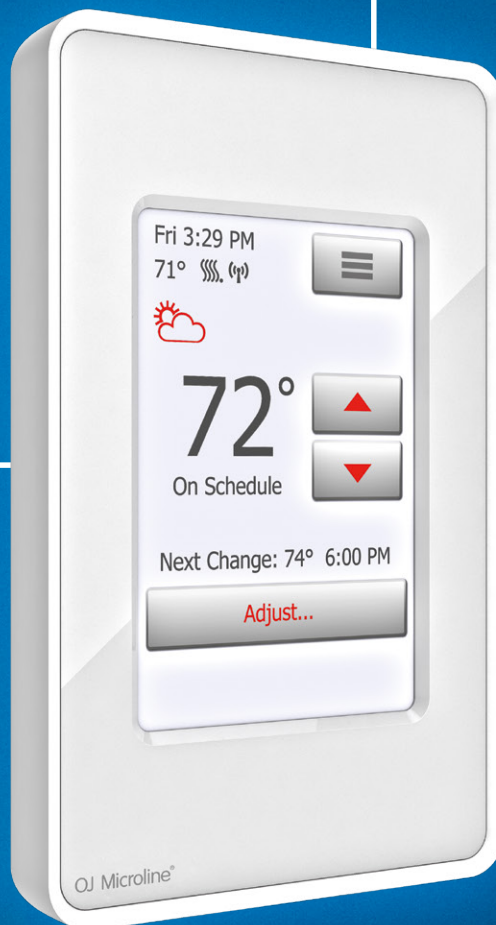 Fri 3:29 PM
71°
72°
On Schedule
Next Change: 74° 6:00 PM
Adjust...
OJ Microline®